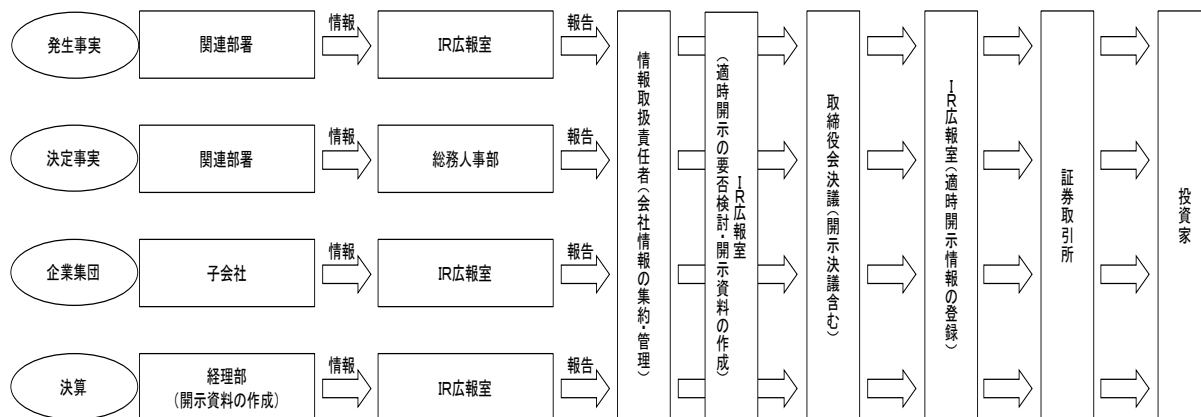 発生事実
関連部署
情報
IR広報室
報告
決定事実
関連部署
情報
総務人事部
報告
企業集団
子会社
情報
IR広報室
報告
決算
経理部
(開示資料の作成)
情報
IR広報室
報告
情報取扱責任者(会社情報の集約・管理)
IR広報室
(適時開示の要否検討・開示資料の作成)
取締役会決議(開示決議含む)
IR広報室(適時開示情報の登録)
証券取引所
投資家